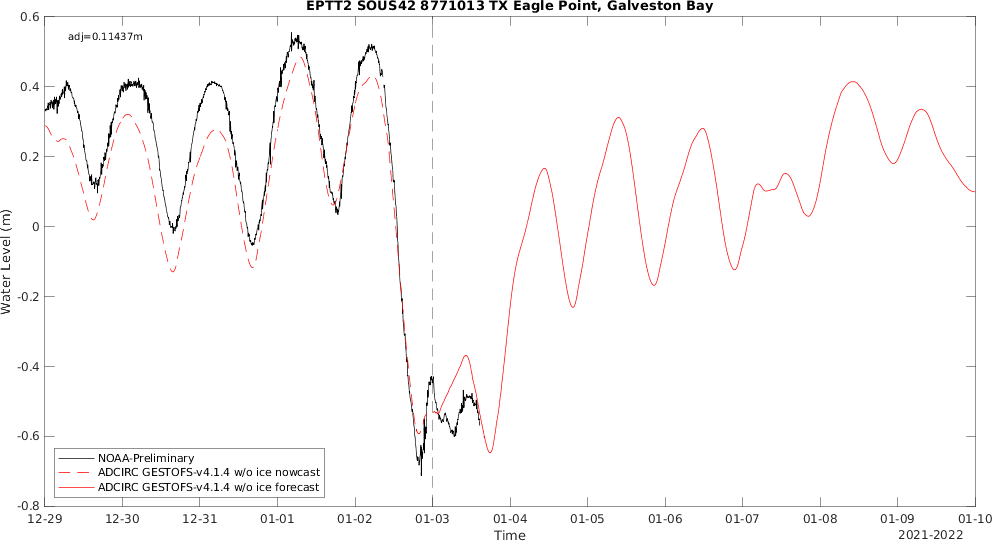 EPTT2 SOUS42 8771013 TX Eagle Point, Galveston Bay
adj=0.11437m
0.6
0.4
0.2
0
-0.2
-0.4
-0.6
-0.8
Water Level (m)
NOAA-Preliminary
ADCIRC GESTOFS-v4.1.4 w/o ice nowcast
ADCIRC GESTOFS-v4.1.4 w/o ice forecast
12-29 12-30 12-31 01-01 01-02 01-03 01-04 01-05 01-06 01-07 01-08 01-09 01-10
Time
2021-2022